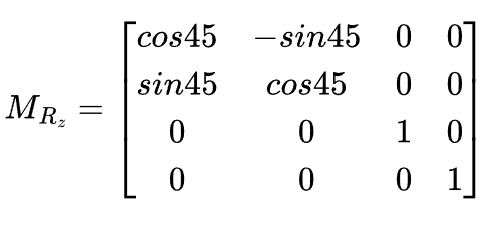 cos45 −sin45 0 0
sin45 cos45 0 0
M_{R_z} =
0 0 1 0
0 0 0 1